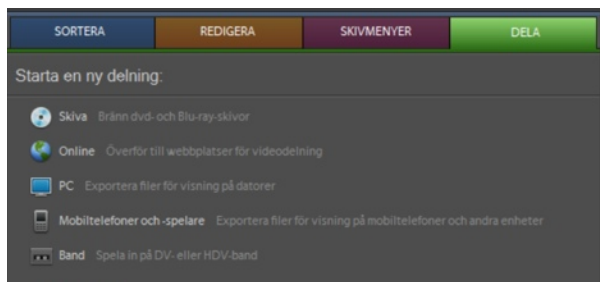 SORTERA REDIGERA SKIVMENYER DELA
Starta en ny delning:
Skiva Bränn dvd- och Blu-ray-skivor
Online Överför till webbplatser för videodelning
PC Exportera filer för visning på datorer
Mobiltelefoner och -spelare Exportera filer för visning på mobiltelefoner och andra enheter
Band Spela in på DV- eller HDV-band